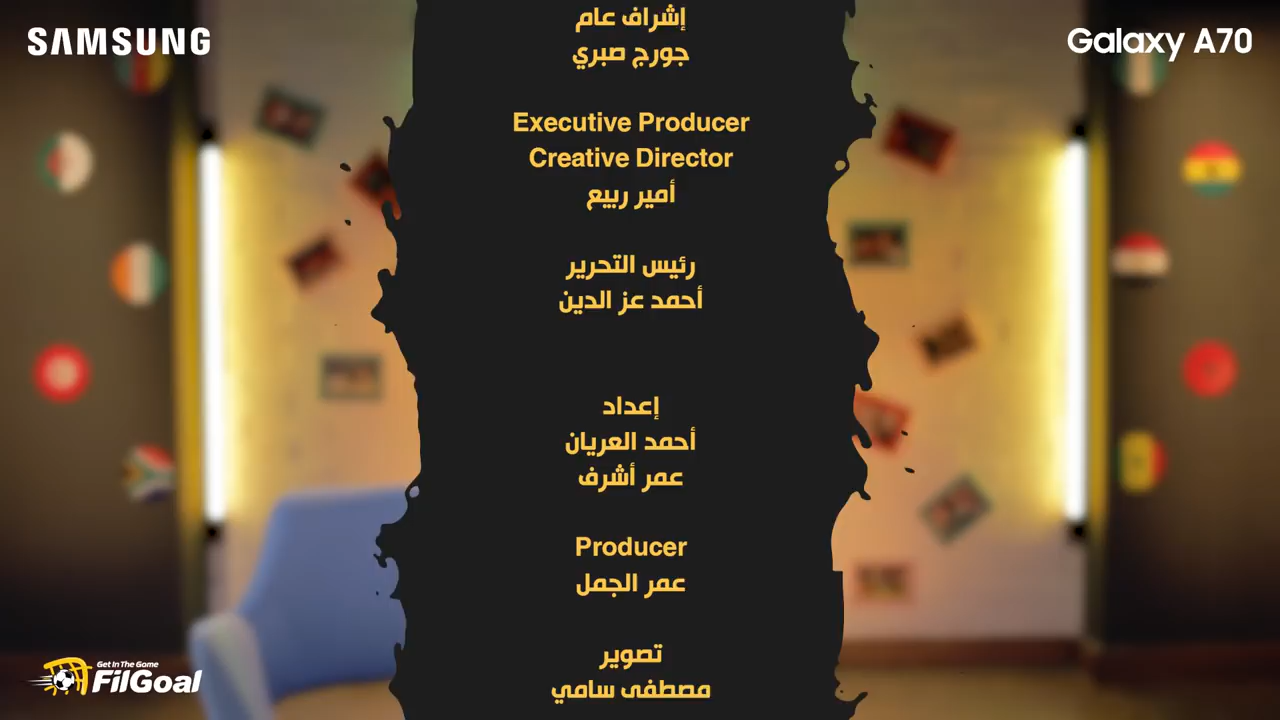 SAMSUNG
Galaxy A70
إشراف عام
جورج صبري
Executive Producer
Creative Director
أمير ربيع
رئيس التحرير
أحمد عز الدين
إعداد
أحمد العريان
عمر أشرف
Producer
عمر الجمل
تصوير
مصطفى سامي
Get In The Game
FilGoal